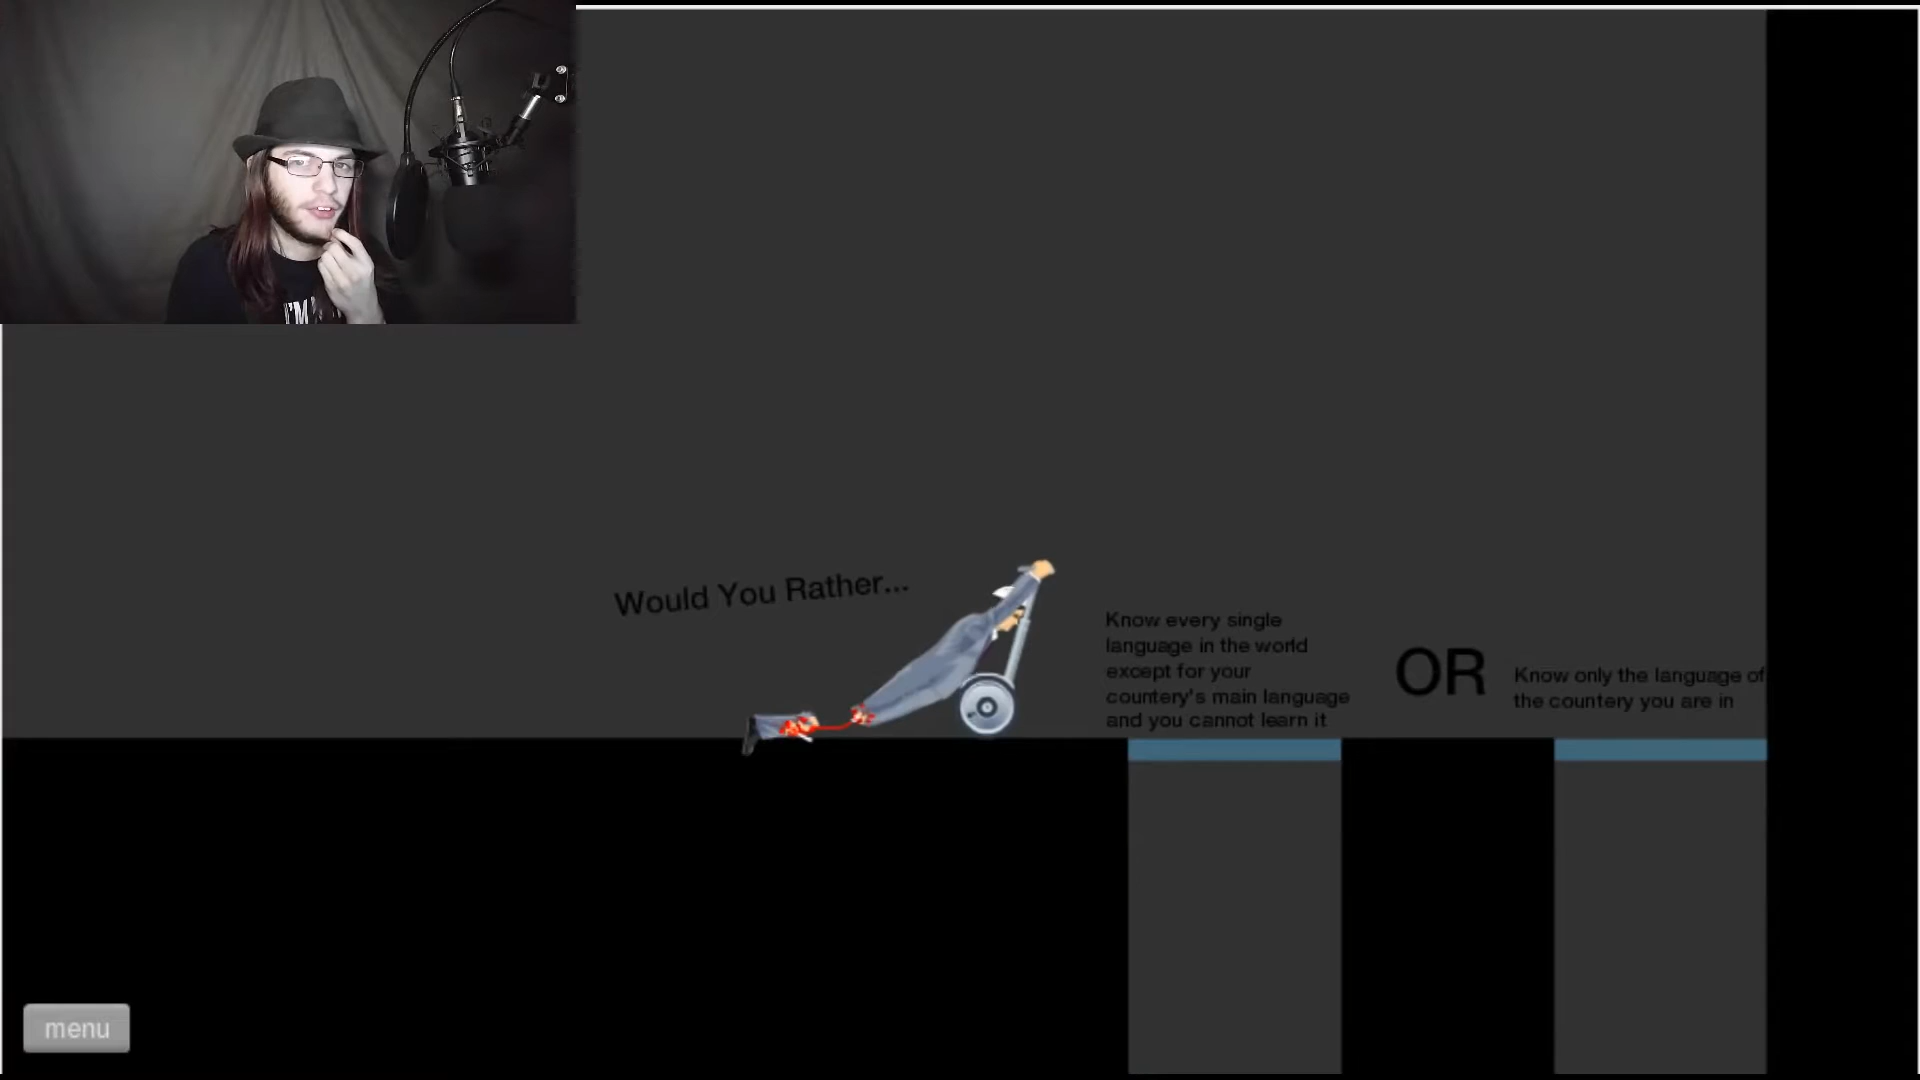 I'M
Would You Rather...
Know every single
language in the world
except for your
countery's main language
and you cannot learn it
OR
Know only the language of
the countery you are in
menu